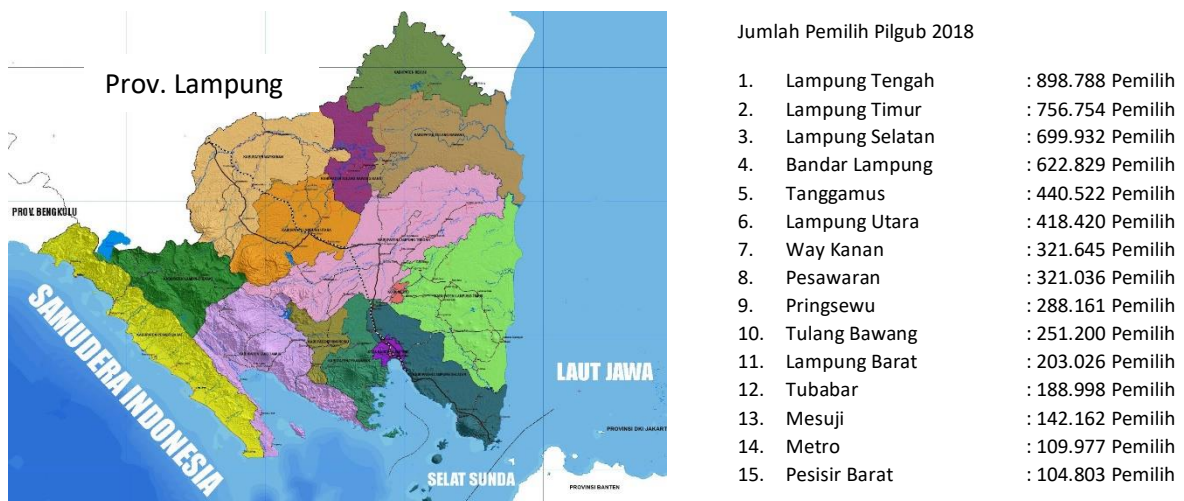 Prov. Lampung
PROV. BENGKULU
SAMUDERA INDONESIA
LAUT JAWA
SELAT SUNDA
PROVINSI DKI JAKART
PROVINSI BANTEN
Jumlah Pemilih Pilgub 2018
1. Lampung Tengah : 898.788 Pemilih
2. Lampung Timur : 756.754 Pemilih
3. Lampung Selatan : 699.932 Pemilih
4. Bandar Lampung : 622.829 Pemilih
5. Tanggamus : 440.522 Pemilih
6. Lampung Utara : 418.420 Pemilih
7. Way Kanan : 321.645 Pemilih
8. Pesawaran : 321.036 Pemilih
9. Pringsewu : 288.161 Pemilih
10. Tulang Bawang : 251.200 Pemilih
11. Lampung Barat : 203.026 Pemilih
12. Tubabar : 188.998 Pemilih
13. Mesuji : 142.162 Pemilih
14. Metro : 109.977 Pemilih
15. Pesisir Barat : 104.803 Pemilih